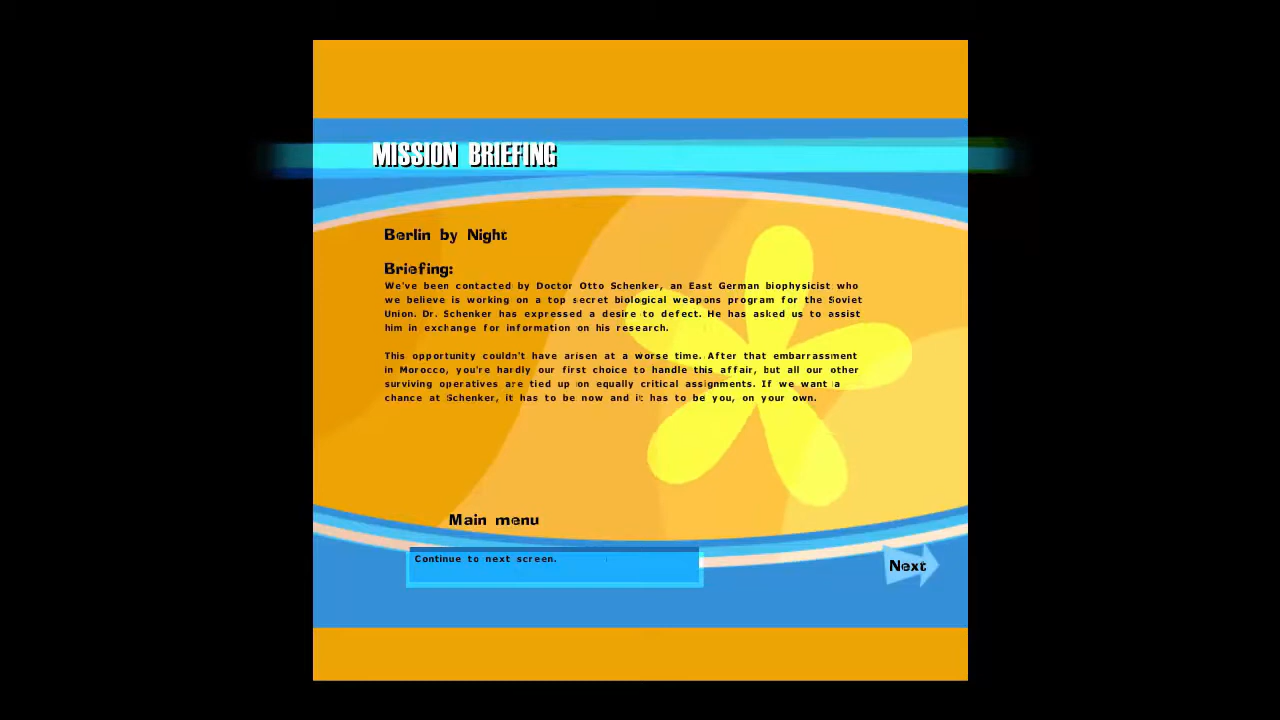 MISSION BRIEFING
Berlin by Night
Briefing:
We've been contacted by Doctor Otto Schenker, an East German biophysicist who
we believe is working on a top secret biological weapons program for the Soviet
Union. Dr. Schenker has expressed a desire to defect. He has asked us to assist
him in exchange for information on his research.
This opportunity couldn't have arisen at a worse time. After that embarrassment
in Morocco, you're hardly our first choice to handle this affair, but all our other
surviving operatives are tied up on equally critical assignments. If we want a
chance at Schenker, it has to be now and it has to be you, on your own.
Main menu
Continue to next screen.
Next